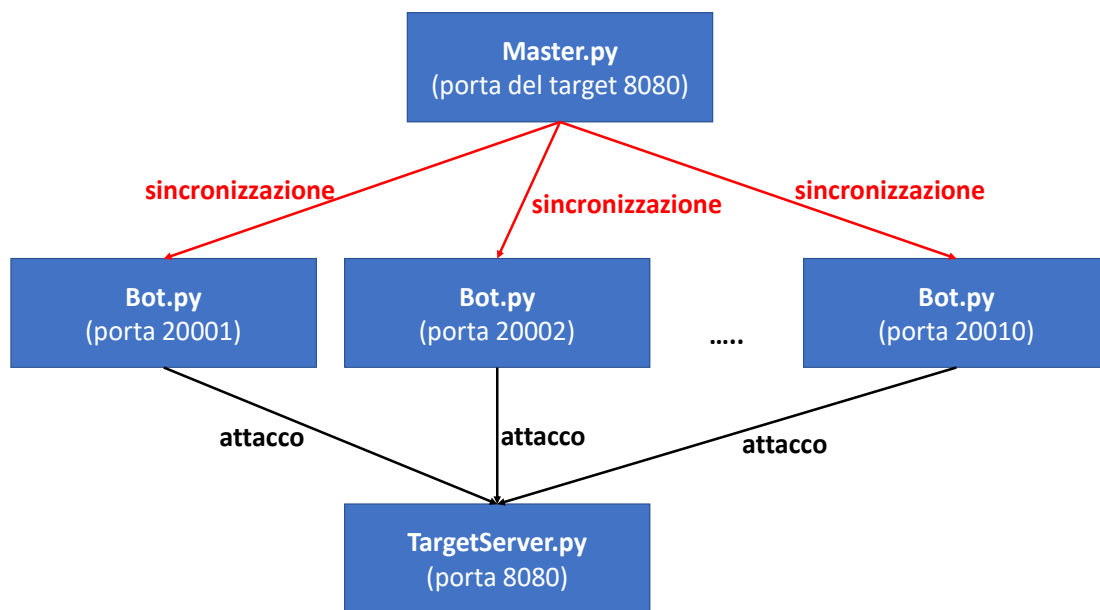 Master.py
(porta del target 8080)
sincronizzazione
sincronizzazione
sincronizzazione
Bot.py
(porta 20001)
Bot.py
(porta 20002)
.....
Bot.py
(porta 20010)
attacco
attacco
attacco
TargetServer.py
(porta 8080)